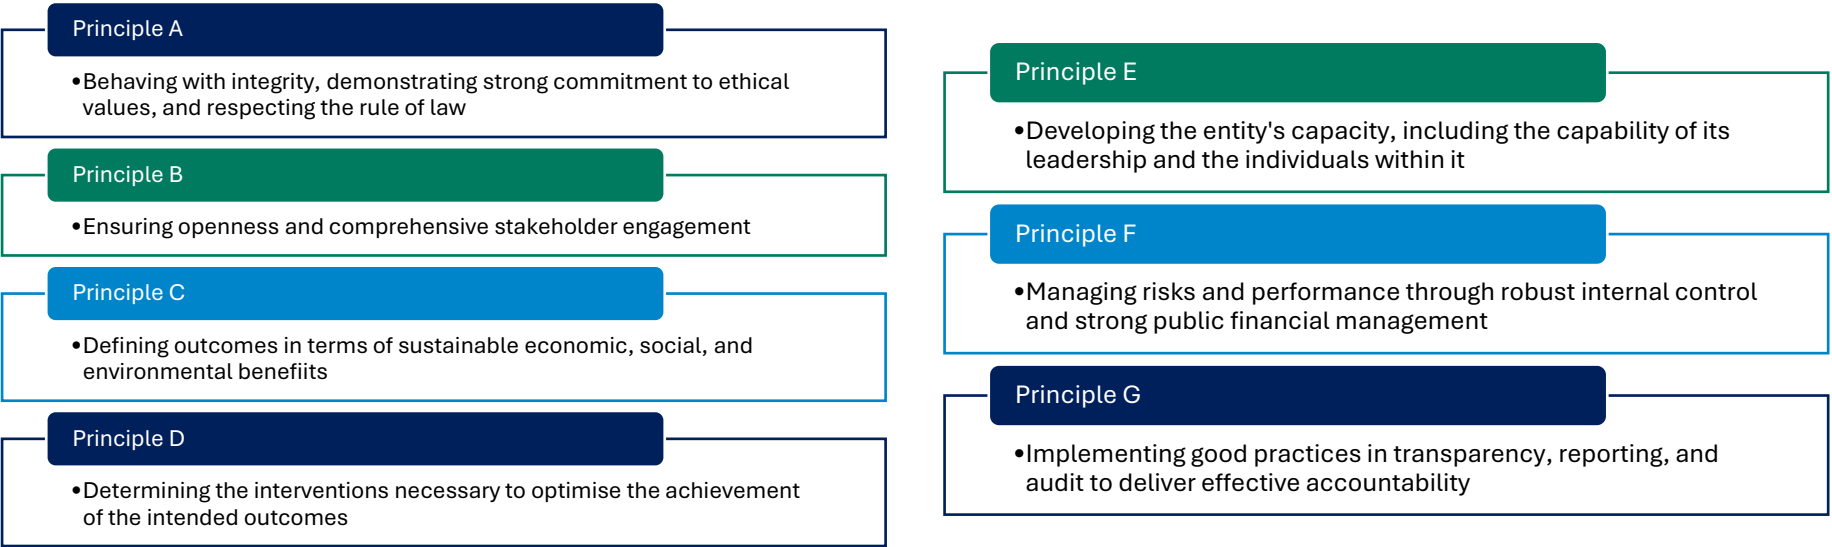 Principle A
•Behaving with integrity, demonstrating strong commitment to ethical
values, and respecting the rule of law
Principle B
•Ensuring openness and comprehensive stakeholder engagement
Principle C
•Defining outcomes in terms of sustainable economic, social, and
environmental benefiits
Principle D
•Determining the interventions necessary to optimise the achievement
of the intended outcomes
Principle E
•Developing the entity's capacity, including the capability of its
leadership and the individuals within it
Principle F
•Managing risks and performance through robust internal control
and strong public financial management
Principle G
•Implementing good practices in transparency, reporting, and
audit to deliver effective accountability